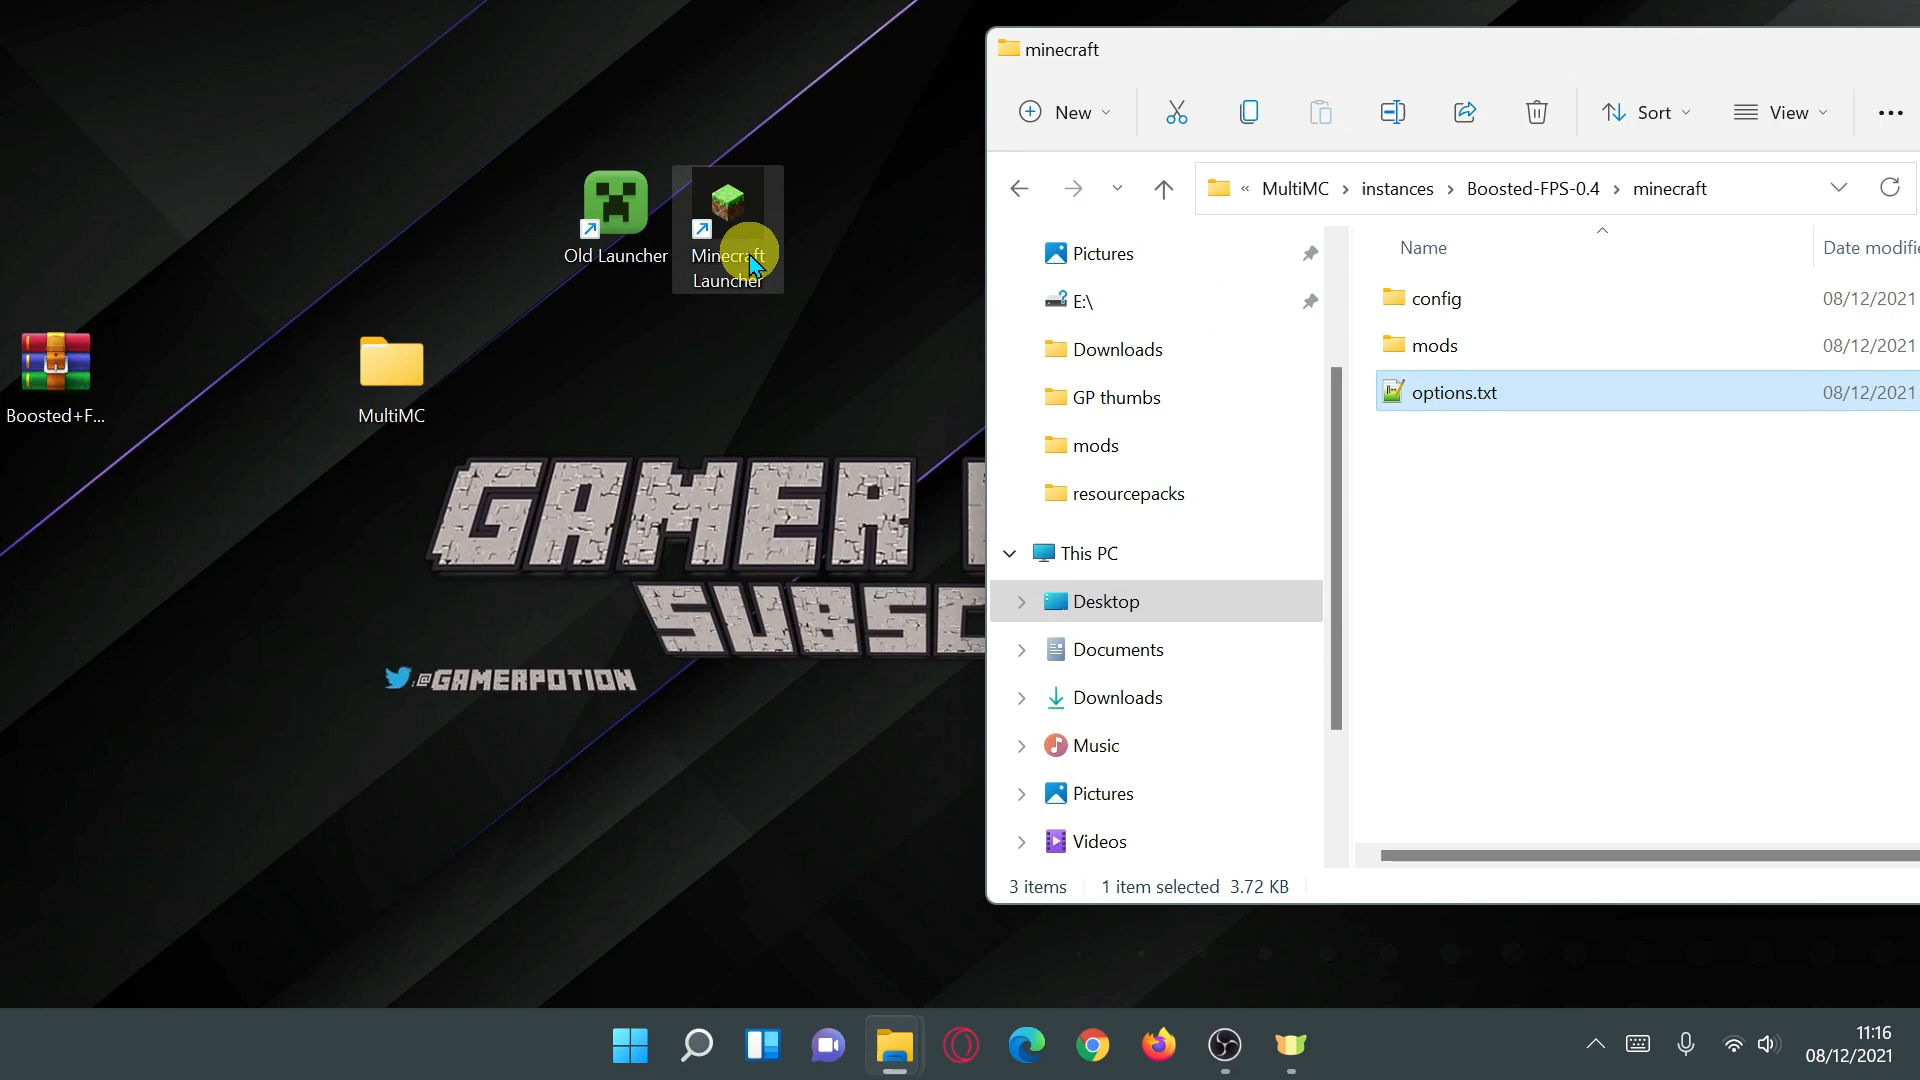 minecraft
New
Sort
View
« MultiMC > instances > Boosted-FPS-0.4 > minecraft
Old Launcher
Minecraft
Launcher
Boosted+F...
MultiMC
GAMER
SUBSC
:@GAMERPOTION
Pictures
E:\
Downloads
GP thumbs
mods
resourcepacks
This PC
Desktop
Documents
Downloads
Music
Pictures
Videos
Name
Date modifie
config
08/12/2021
mods
08/12/2021
options.txt
08/12/2021
3 items
1 item selected 3.72 KB
11:16
08/12/2021